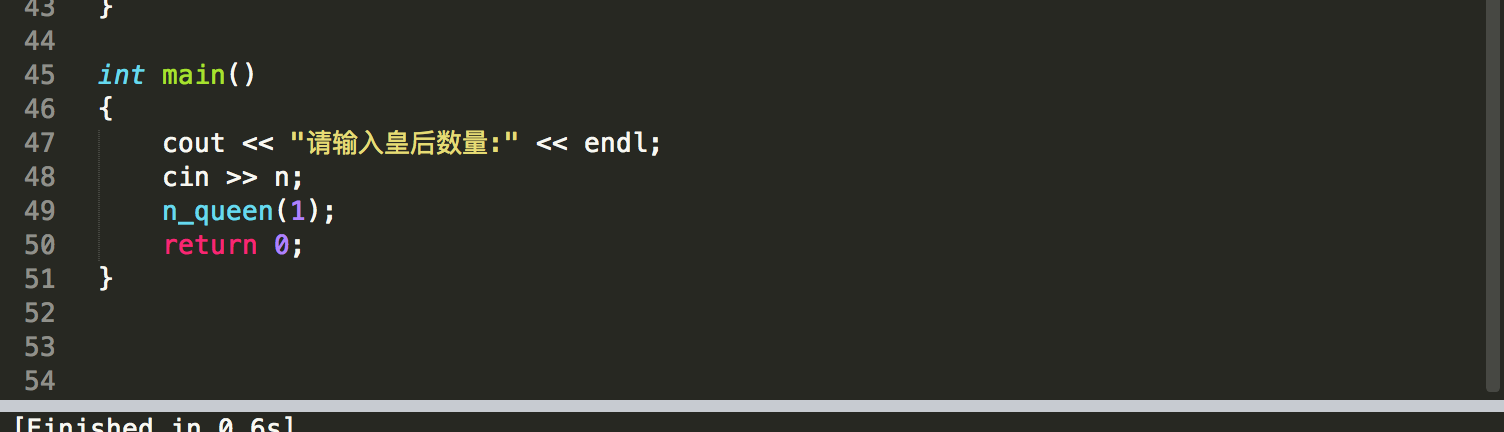 43 }
44
45 int main()
46 {
47 cout << "请输入皇后数量:" << endl;
48 cin >> n;
49 n_queen(1);
50 return 0;
51 }
52
53
54
[Finished in 0.6s]